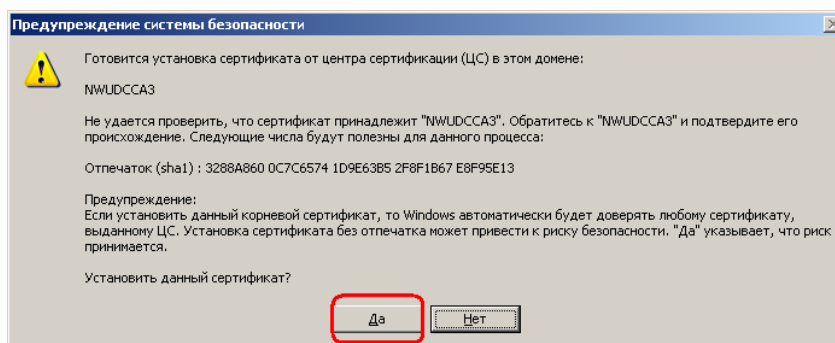 Предупреждение системы безопасности
Готовится установка сертификата от центра сертификации (ЦС) в этом домене:
NWUDCCA3
Не удается проверить, что сертификат принадлежит "NWUDCCA3". Обратитесь к "NWUDCCA3" и подтвердите его
происхождение. Следующие числа будут полезны для данного процесса:
Отпечаток (sha1) : 3288A860 0C7C6574 1D9E63B5 2F8F1B67 E8F95E13
Предупреждение:
Если установить данный корневой сертификат, то Windows автоматически будет доверять любому сертификату,
выданному ЦС. Установка сертификата без отпечатка может привести к риску безопасности. "Да" указывает, что риск
принимается.
Установить данный сертификат?
Да Нет